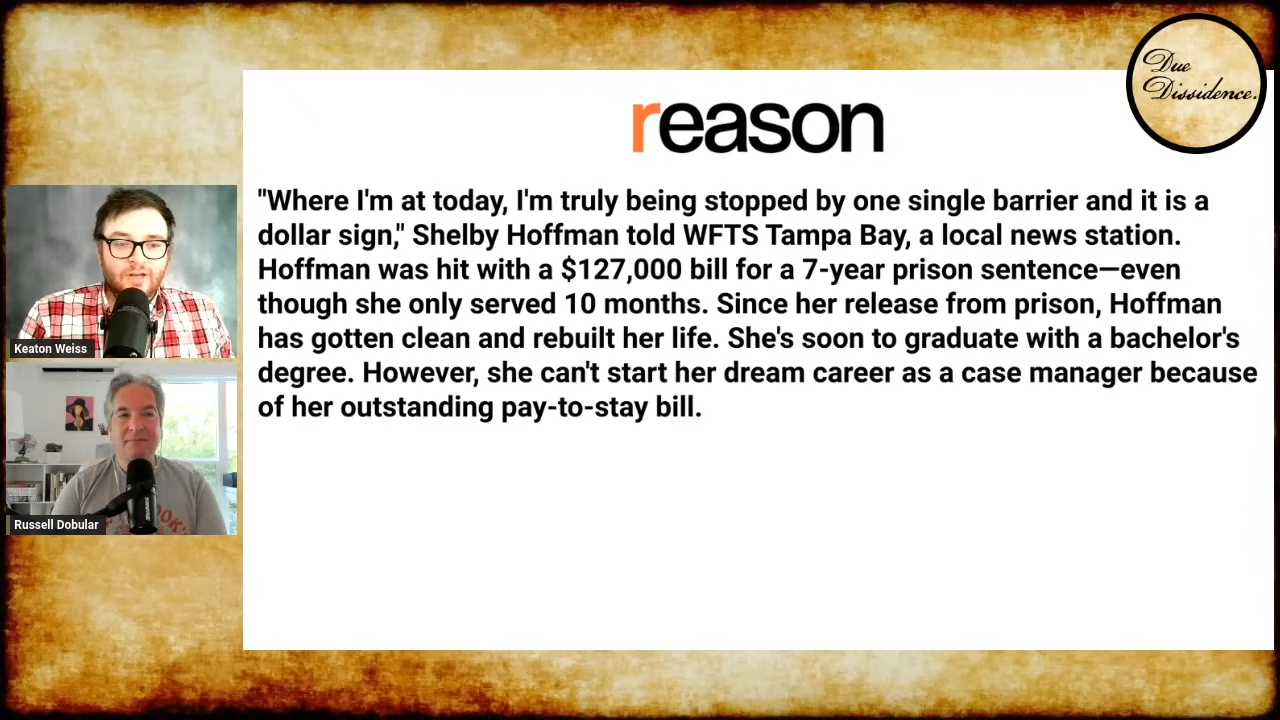 Due
Dissidence.
reason
"Where I'm at today, I'm truly being stopped by one single barrier and it is a
dollar sign," Shelby Hoffman told WFTS Tampa Bay, a local news station.
Hoffman was hit with a $127,000 bill for a 7-year prison sentence—even
though she only served 10 months. Since her release from prison, Hoffman
has gotten clean and rebuilt her life. She's soon to graduate with a bachelor's
degree. However, she can't start her dream career as a case manager because
of her outstanding pay-to-stay bill.
Keaton Weiss
Russell Dobular